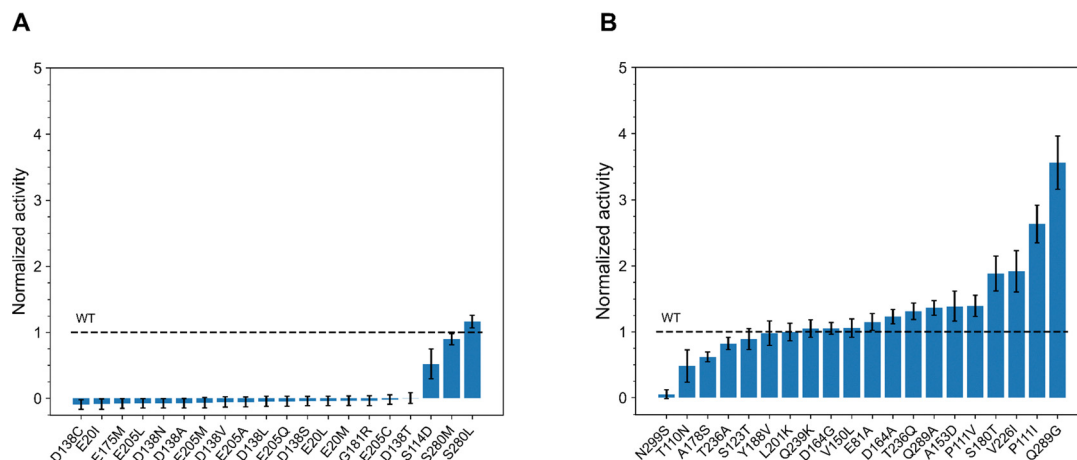 A
Normalized activity
5
4
3
2
1
0
WT
D138C
E20I
E175M
E205L
D138N
D138A
E205M
D138V
E205A
D138L
E205Q
D138S
E20L
E20M
G181R
E205C
D138T
S114D
S280M
S280L
B
Normalized activity
5
4
3
2
1
0
WT
N299S
T110N
A178S
T236A
S123T
Y188V
L201K
Q239K
D164G
V150L
E81A
D164A
T236Q
Q289A
A153D
P111V
S180T
V226I
P111I
Q289G